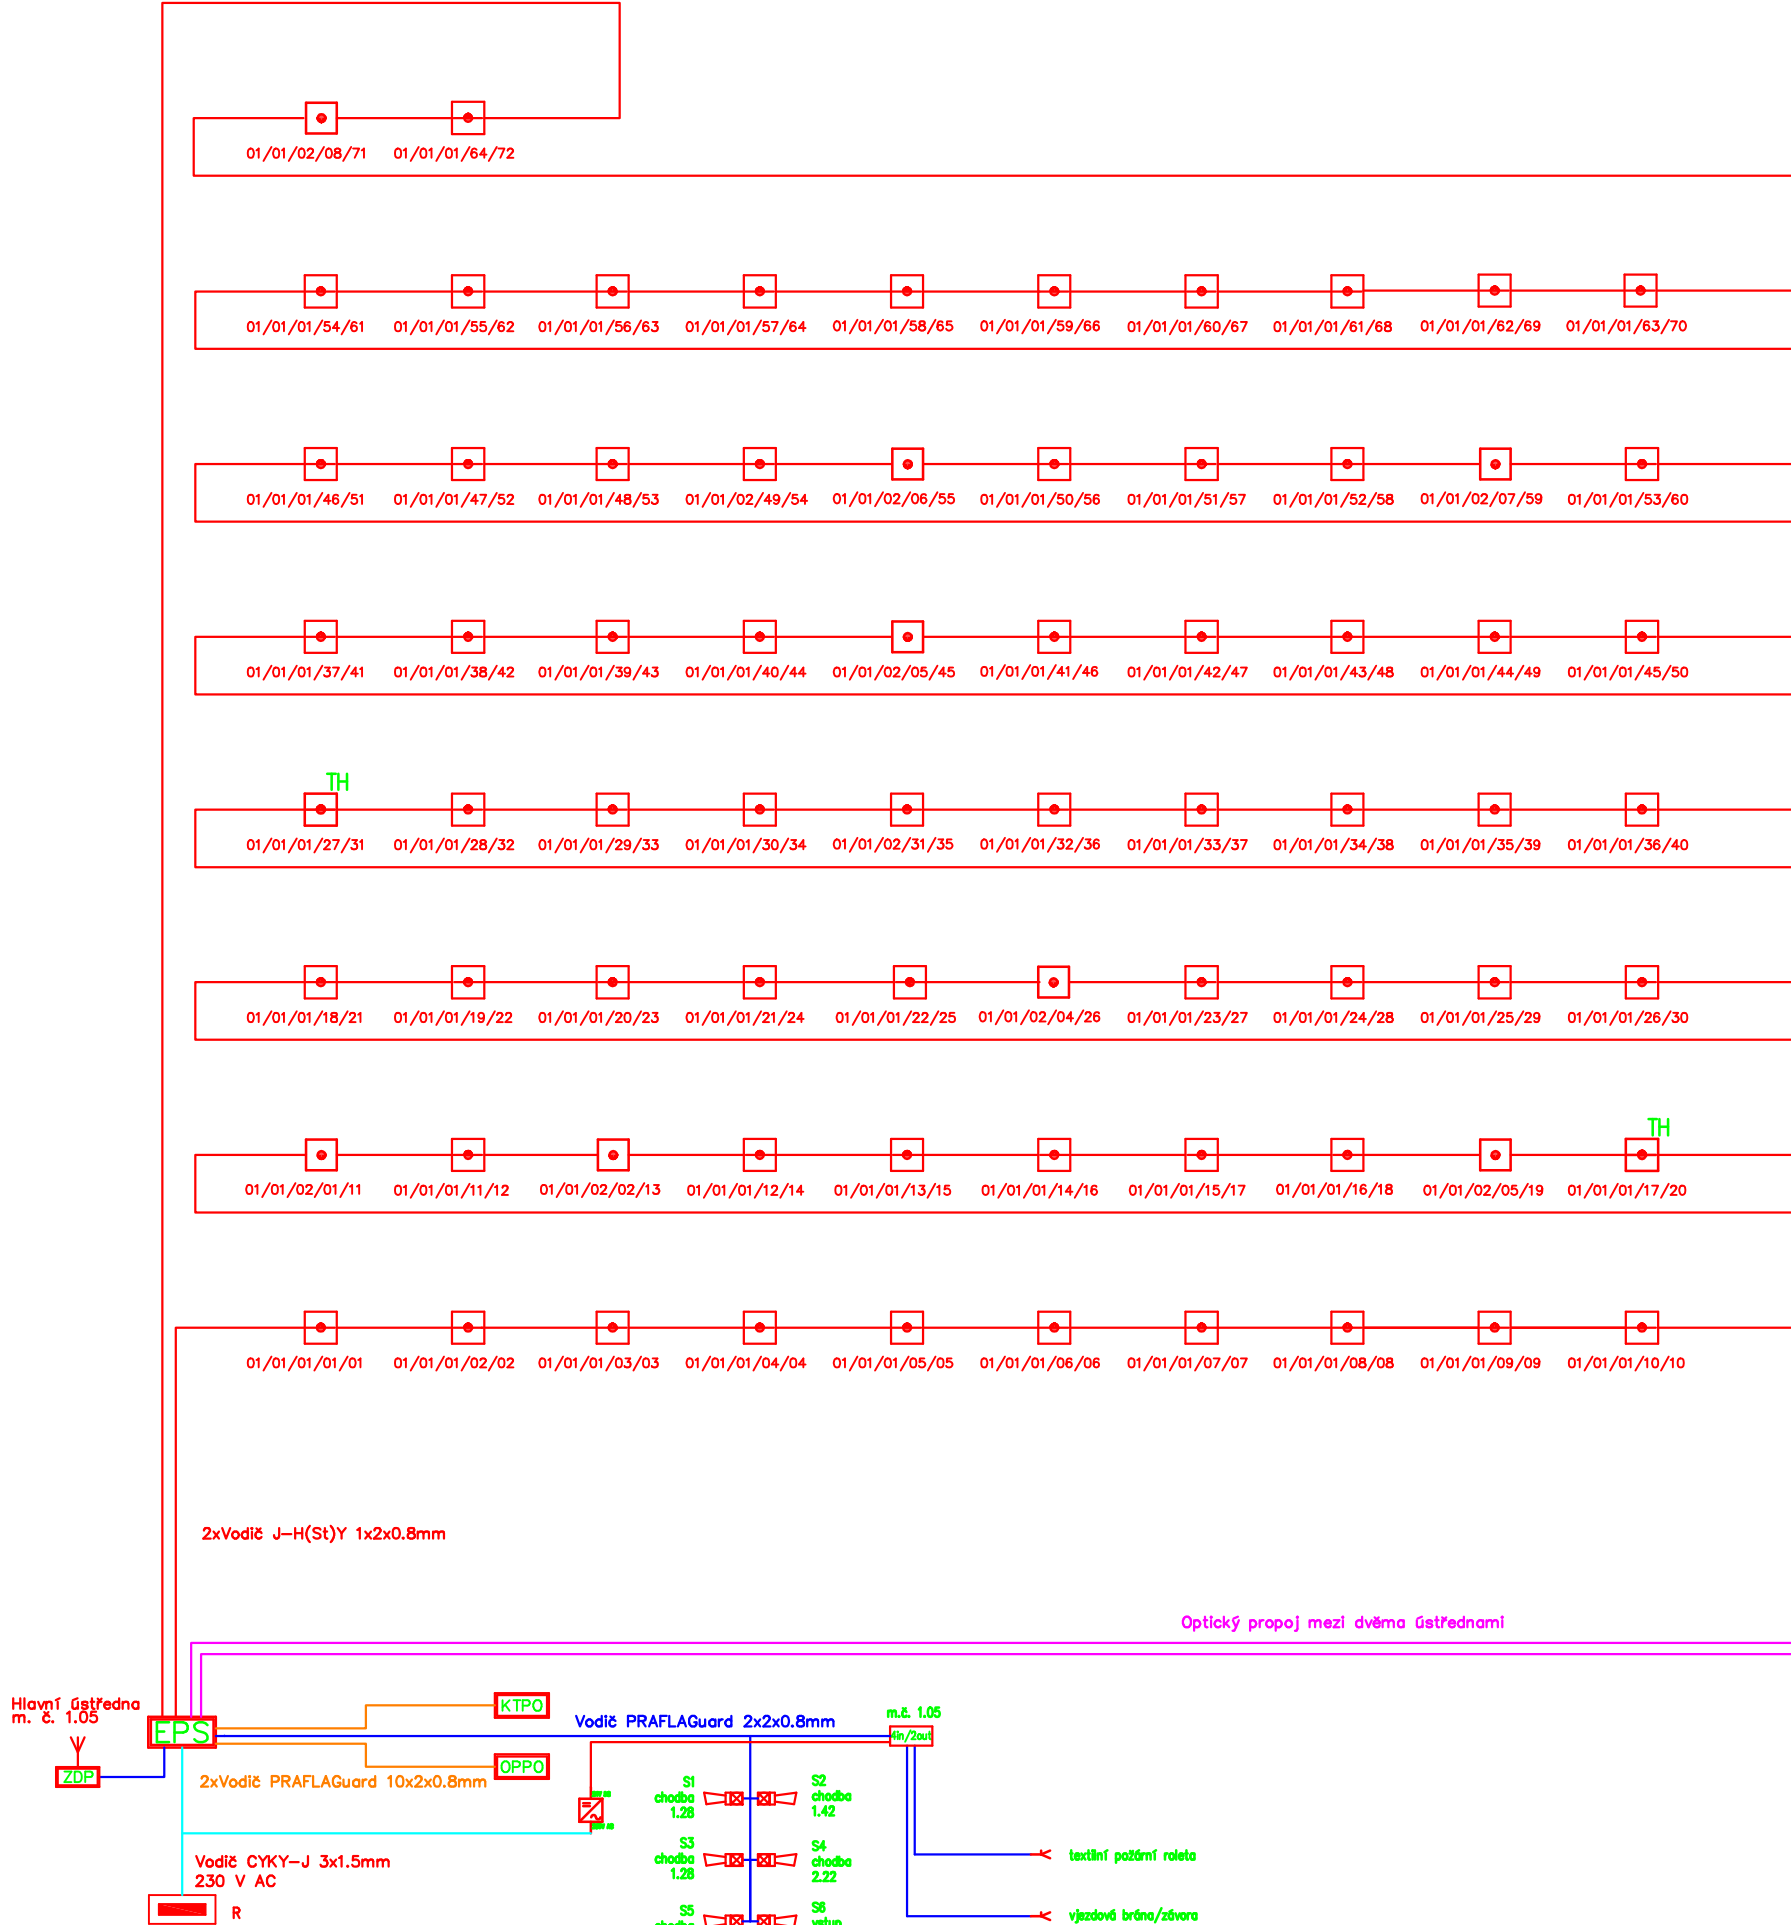 01/01/02/08/71 01/01/01/64/72
01/01/01/54/61 01/01/01/55/62 01/01/01/56/63 01/01/01/57/64 01/01/01/58/65 01/01/01/59/66 01/01/01/60/67 01/01/01/61/68 01/01/01/62/69 01/01/01/63/70
01/01/01/46/51 01/01/01/47/52 01/01/01/48/53 01/01/02/49/54 01/01/02/06/55 01/01/01/50/56 01/01/01/51/57 01/01/01/52/58 01/01/02/07/59 01/01/01/53/60
01/01/01/37/41 01/01/01/38/42 01/01/01/39/43 01/01/01/40/44 01/01/02/05/45 01/01/01/41/46 01/01/01/42/47 01/01/01/43/48 01/01/01/44/49 01/01/01/45/50
TH
01/01/01/27/31 01/01/01/28/32 01/01/01/29/33 01/01/01/30/34 01/01/02/31/35 01/01/01/32/36 01/01/01/33/37 01/01/01/34/38 01/01/01/35/39 01/01/01/36/40
01/01/01/18/21 01/01/01/19/22 01/01/01/20/23 01/01/01/21/24 01/01/01/22/25 01/01/02/04/26 01/01/01/23/27 01/01/01/24/28 01/01/01/25/29 01/01/01/26/30
TH
01/01/02/01/11 01/01/01/11/12 01/01/02/02/13 01/01/01/12/14 01/01/01/13/15 01/01/01/14/16 01/01/01/15/17 01/01/01/16/18 01/01/02/05/19 01/01/01/17/20
01/01/01/01/01 01/01/01/02/02 01/01/01/03/03 01/01/01/04/04 01/01/01/05/05 01/01/01/06/06 01/01/01/07/07 01/01/01/08/08 01/01/01/09/09 01/01/01/10/10
2xVodič J-H(St)Y 1x2x0.8mm
Optický propoj mezi dvěma ústřednami
Hlavní ústředna
m. č. 1.05
EPS
ZDP
KTPO
OPPO
Vodič PRAFLAGuard 2x2x0.8mm
m.č. 1.05
4in/2out
2xVodič PRAFLAGuard 10x2x0.8mm
S1
chodba
1.28
S2
chodba
1.42
S3
chodba
1.28
S4
chodba
2.22
textilní požární roleta
Vodič CYKY-J 3x1.5mm
230 V AC
R
S5
chodba
S6
vstup
vjezdová brána/závora